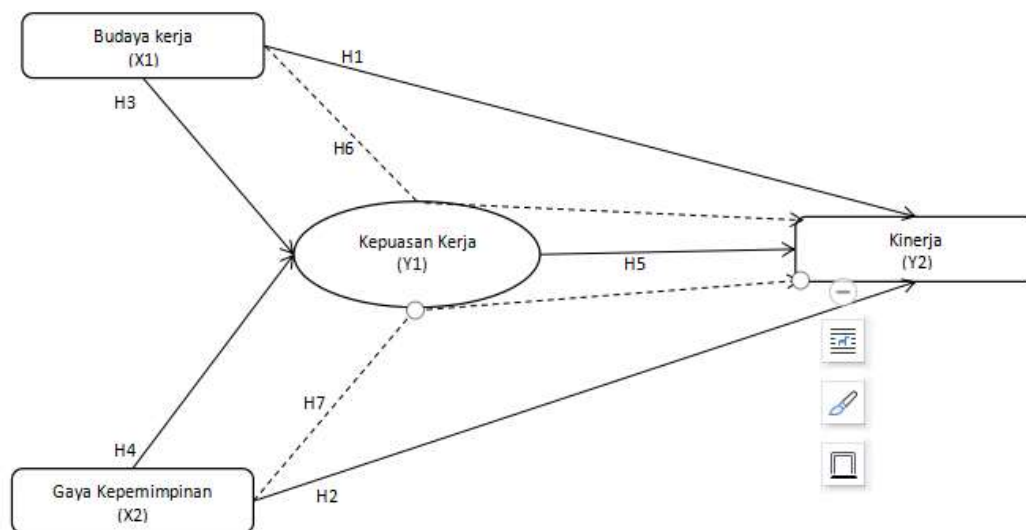 Budaya kerja
(X1)
H1
H3
H6
Kepuasan Kerja
(Y1)
H5
Kinerja
(Y2)
H7
H4
Gaya Kepemimpinan
(X2)
H2